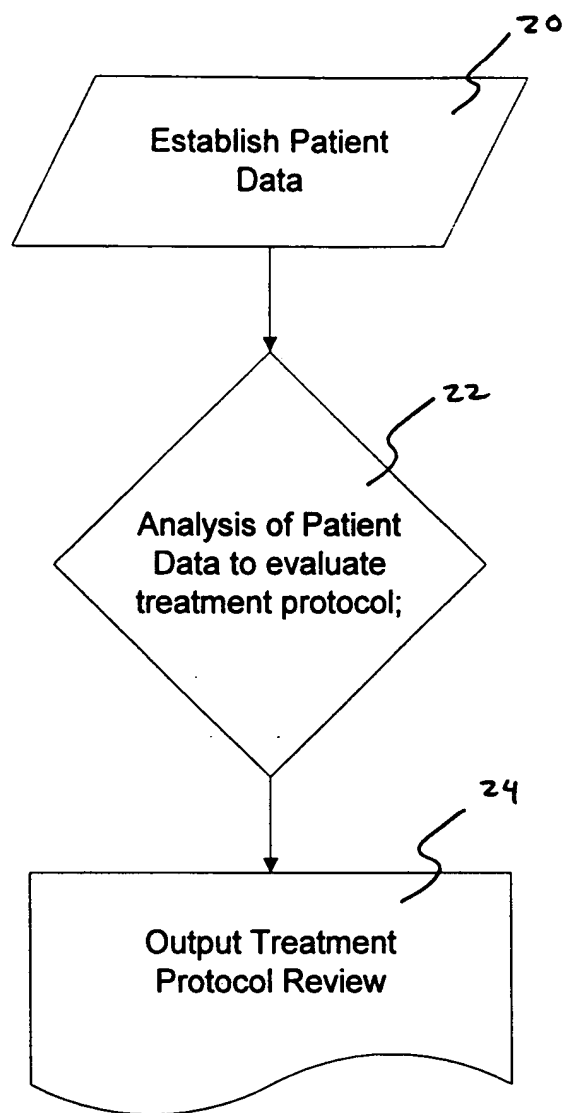 20
Establish Patient
Data
22
Analysis of Patient
Data to evaluate
treatment protocol;
24
Output Treatment
Protocol Review